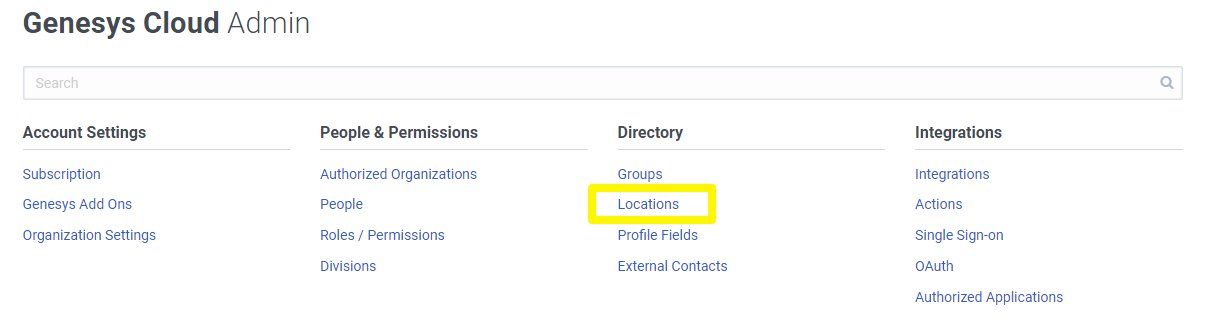 Genesys Cloud Admin
Search
Account Settings
Subscription
Genesys Add Ons
Organization Settings
People & Permissions
Authorized Organizations
People
Roles / Permissions
Divisions
Directory
Groups
Locations
Profile Fields
External Contacts
Integrations
Integrations
Actions
Single Sign-on
OAuth
Authorized Applications